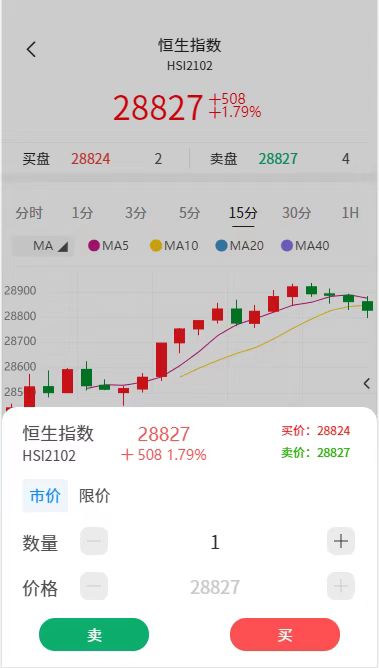 恒生指数
HSI2102
28827 +508
+1.79%
买盘 28824 2 卖盘 28827 4
分时 1分 3分 5分 15分 30分 1H
MA MA5 MA10 MA20 MA40
28900
28800
28700
28600
恒生指数 28827 买价: 28824
HSI2102 + 508 1.79% 卖价: 28827
市价 限价
数量 1
价格 28827
卖 买